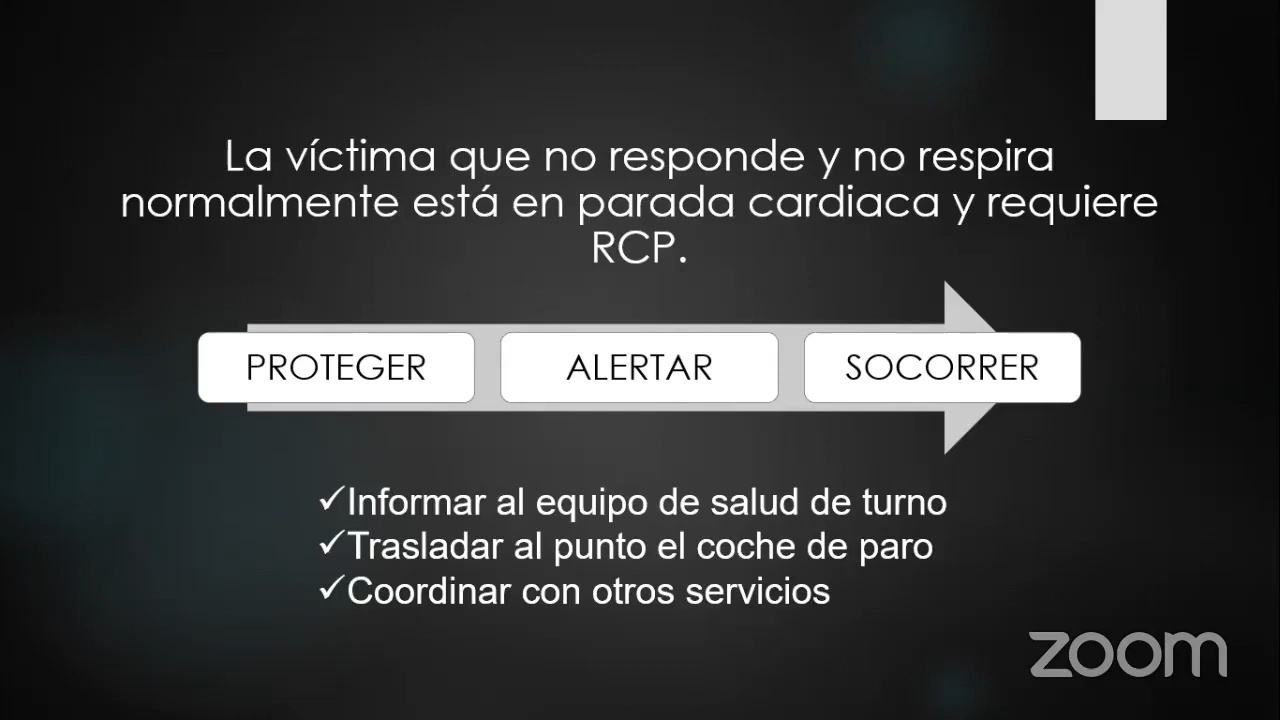 La víctima que no responde y no respira
normalmente está en parada cardiaca y requiere
RCP.
PROTEGER
ALERTAR
SOCORRER
✓Informar al equipo de salud de turno
✓Trasladar al punto el coche de paro
✓Coordinar con otros servicios
zoom